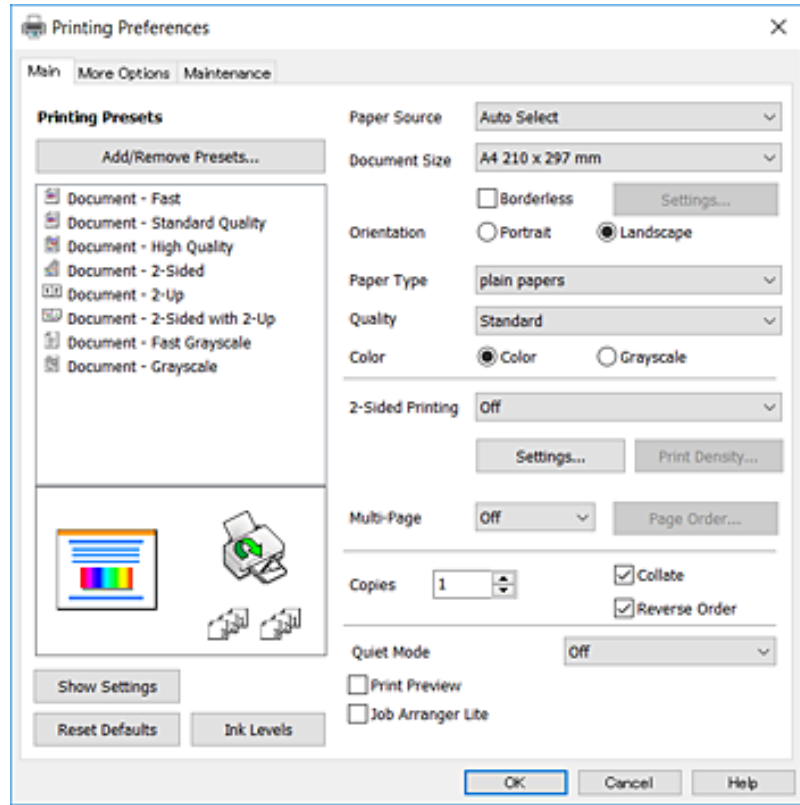 Printing Preferences
Main More Options Maintenance
Printing Presets
Add/Remove Presets...
Document - Fast
Document - Standard Quality
Document - High Quality
Document - 2-Sided
Document - 2-Up
Document - 2-Sided with 2-Up
Document - Fast Grayscale
Document - Grayscale
Show Settings
Reset Defaults Ink Levels
Paper Source Auto Select
Document Size A4 210 x 297 mm
Borderless Settings...
Orientation Portrait Landscape
Paper Type plain papers
Quality Standard
Color Color Grayscale
2-Sided Printing Off
Settings... Print Density...
Multi-Page Off Page Order...
Copies 1 Collate
Reverse Order
Quiet Mode Off
Print Preview
Job Arranger Lite
OK Cancel Help